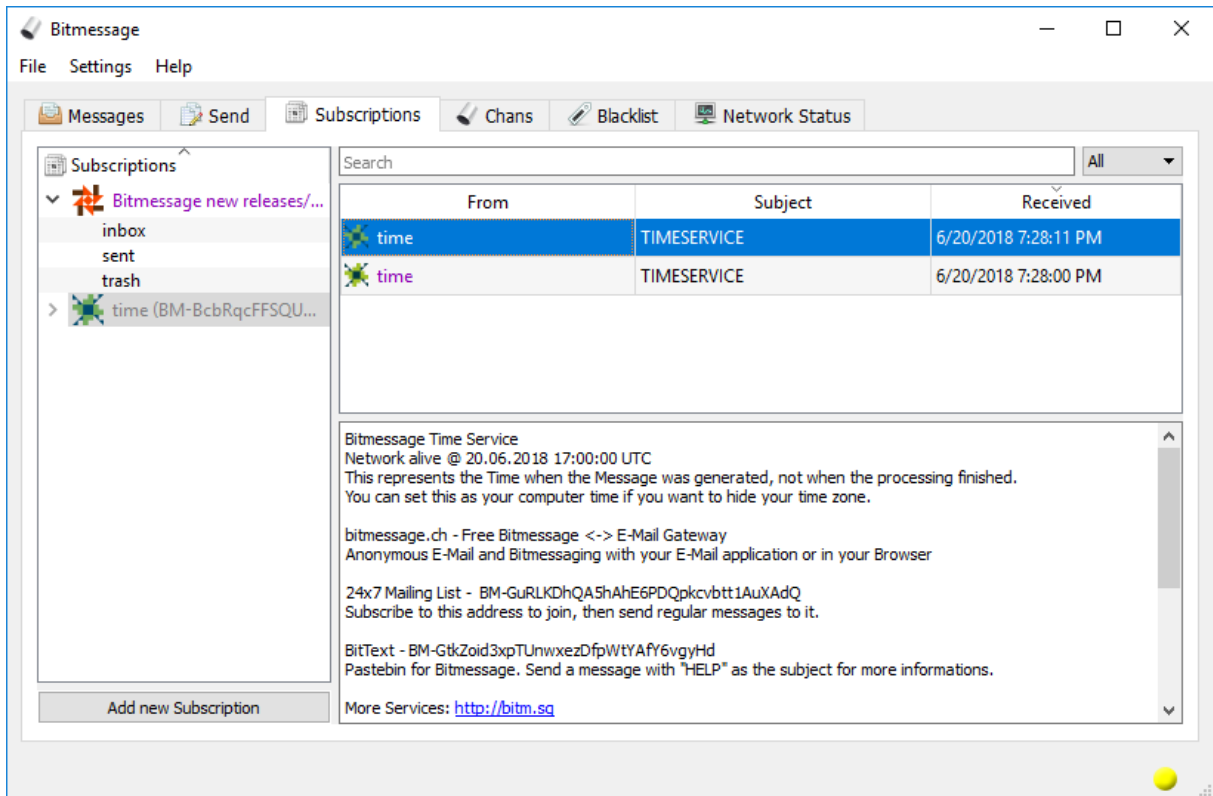 Bitmessage
File Settings Help
Messages Send Subscriptions Chans Blacklist Network Status
Subscriptions
Bitmessage new releases/...
inbox
sent
trash
time (BM-BcbRqcFFSQU...
Add new Subscription
Search All
From Subject Received
time TIMESERVICE 6/20/2018 7:28:11 PM
time TIMESERVICE 6/20/2018 7:28:00 PM
Bitmessage Time Service
Network alive @ 20.06.2018 17:00:00 UTC
This represents the Time when the Message was generated, not when the processing finished.
You can set this as your computer time if you want to hide your time zone.
bitmessage.ch - Free Bitmessage <-> E-Mail Gateway
Anonymous E-Mail and Bitmessaging with your E-Mail application or in your Browser
24x7 Mailing List - BM-GuRLKDhQA5hAhE6PDQpkcvbtt1AuXAdQ
Subscribe to this address to join, then send regular messages to it.
BitText - BM-GtkZoid3xpTUnwxezDfpWtYAfY6vgyHd
Pastebin for Bitmessage. Send a message with "HELP" as the subject for more informations.
More Services: http://bitm.sq